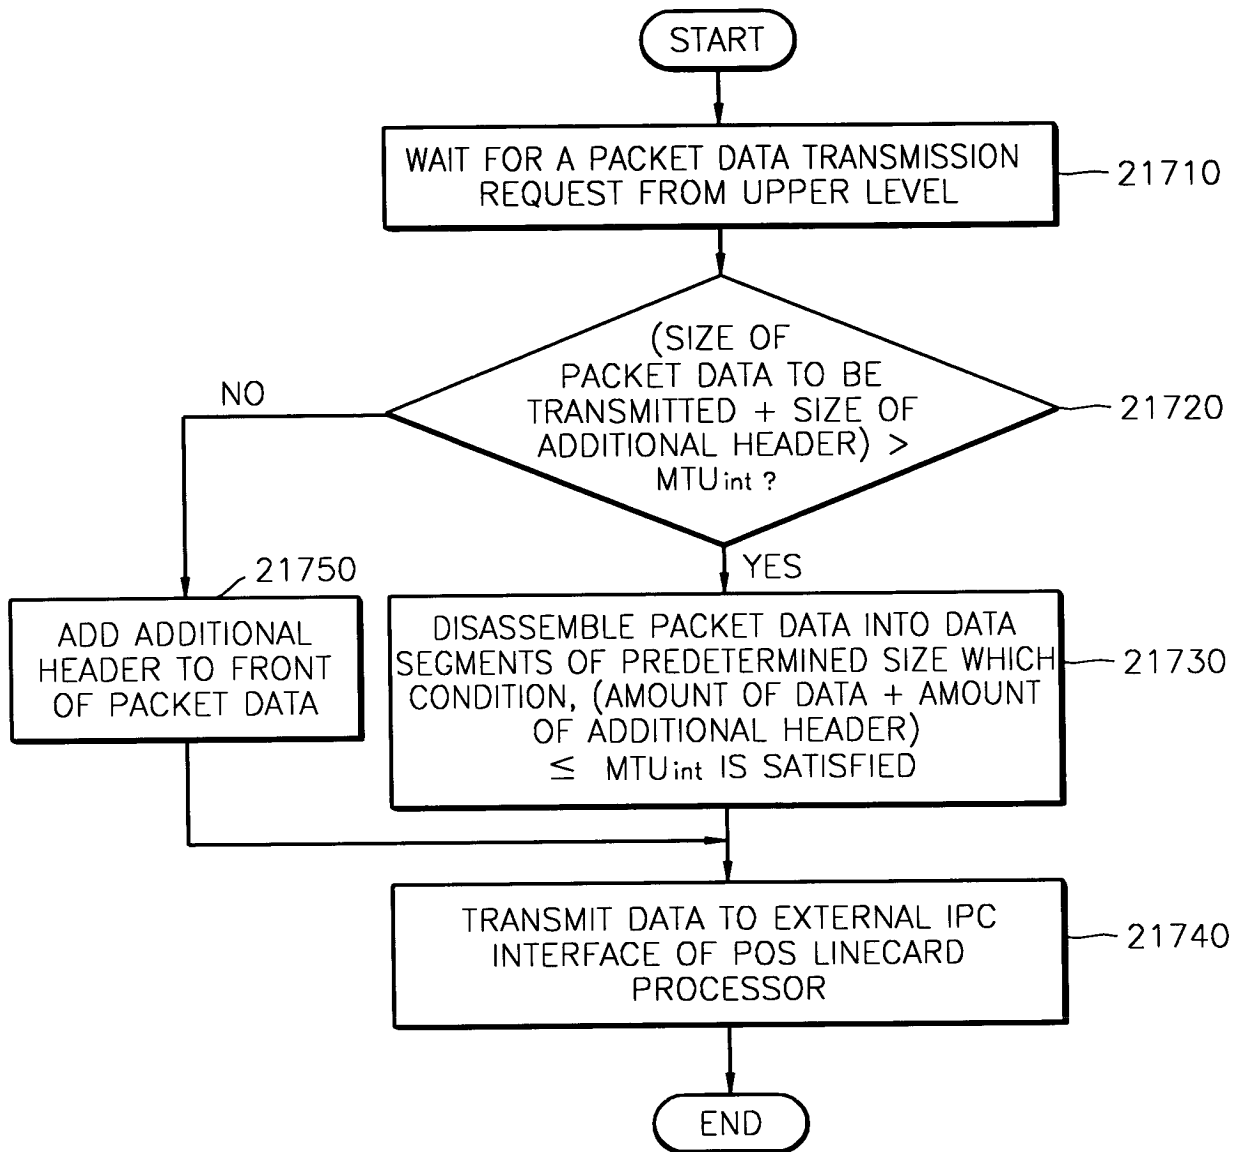 START
WAIT FOR A PACKET DATA TRANSMISSION
REQUEST FROM UPPER LEVEL
21710
(SIZE OF
PACKET DATA TO BE
TRANSMITTED + SIZE OF
ADDITIONAL HEADER) >
MTUint ?
21720
NO
YES
21750
ADD ADDITIONAL
HEADER TO FRONT
OF PACKET DATA
DISASSEMBLE PACKET DATA INTO DATA
SEGMENTS OF PREDETERMINED SIZE WHICH
CONDITION, (AMOUNT OF DATA + AMOUNT
OF ADDITIONAL HEADER)
≤ MTUint IS SATISFIED
21730
TRANSMIT DATA TO EXTERNAL IPC
INTERFACE OF POS LINECARD
PROCESSOR
21740
END